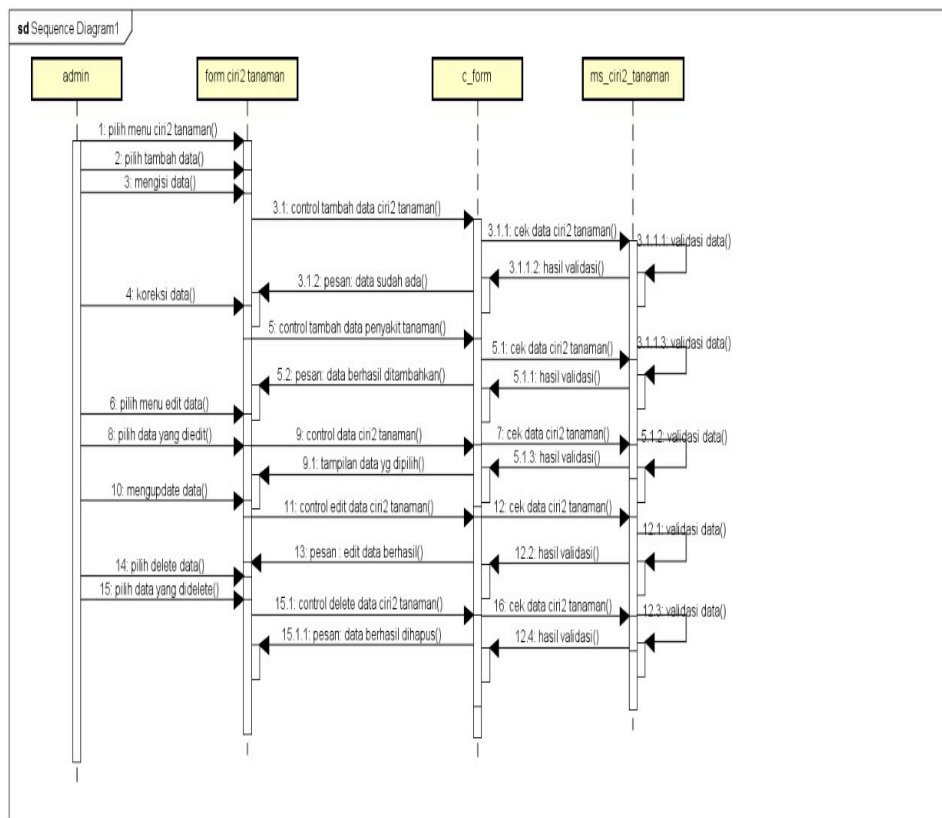 sd Sequence Diagram1
admin
form ciri2 tanaman
c_form
ms_ciri2_tanaman
1: pilih menu ciri2 tanaman()
2: pilih tambah data()
3: mengisi data()
3.1: control tambah data ciri2 tanaman()
3.1.1: cek data ciri2 tanaman()
3.1.1.1: validasi data()
3.1.1.2: hasil validasi()
3.1.2: pesan: data sudah ada()
4: koreksi data()
5: control tambah data penyakit tanaman()
5.1: cek data ciri2 tanaman()
3.1.1.3: validasi data()
5.1.1: hasil validasi()
5.2: pesan: data berhasil ditambahkan()
6: pilih menu edit data()
8: pilih data yang diedit()
9: control data ciri2 tanaman()
7: cek data ciri2 tanaman()
5.1.2: validasi data()
5.1.3: hasil validasi()
9.1: tampilan data yg dipilih()
10: mengupdate data()
11: control edit data ciri2 tanaman()
12: cek data ciri2 tanaman()
12.1: validasi data()
12.2: hasil validasi()
13: pesan : edit data berhasil()
14: pilih delete data()
15: pilih data yang didelete()
15.1: control delete data ciri2 tanaman()
16: cek data ciri2 tanaman()
12.3: validasi data()
12.4: hasil validasi()
15.1.1: pesan: data berhasil dihapus()